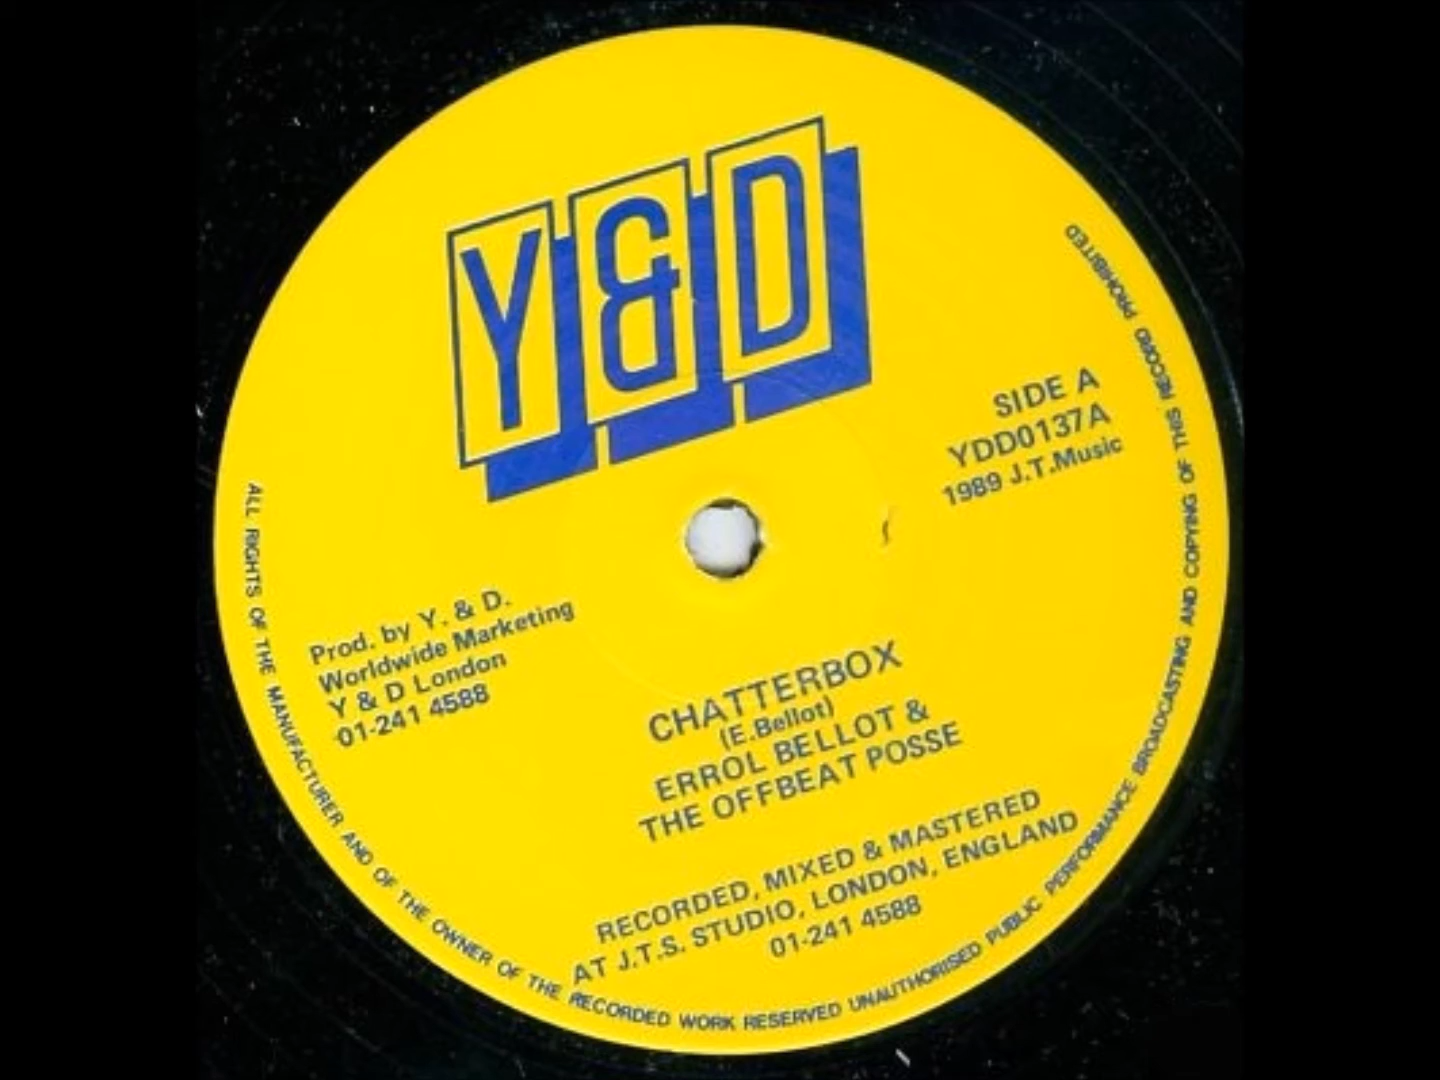 Y&D
SIDE A
YDD0137A
1989 J.T.Music
Prod. by Y. & D.
Worldwide Marketing
Y & D London
01-241 4588
CHATTERBOX
(E.Bellot)
ERROL BELLOT &
THE OFFBEAT POSSE
RECORDED, MIXED & MASTERED
AT J.T.S. STUDIO, LONDON, ENGLAND
01-241 4588
ALL RIGHTS OF THE MANUFACTURER AND OF THE OWNER OF THE RECORDED WORK RESERVED UNAUTHORISED PUBLIC PERFORMANCE BROADCASTING AND COPYING OF THIS RECORD PROHIBITED